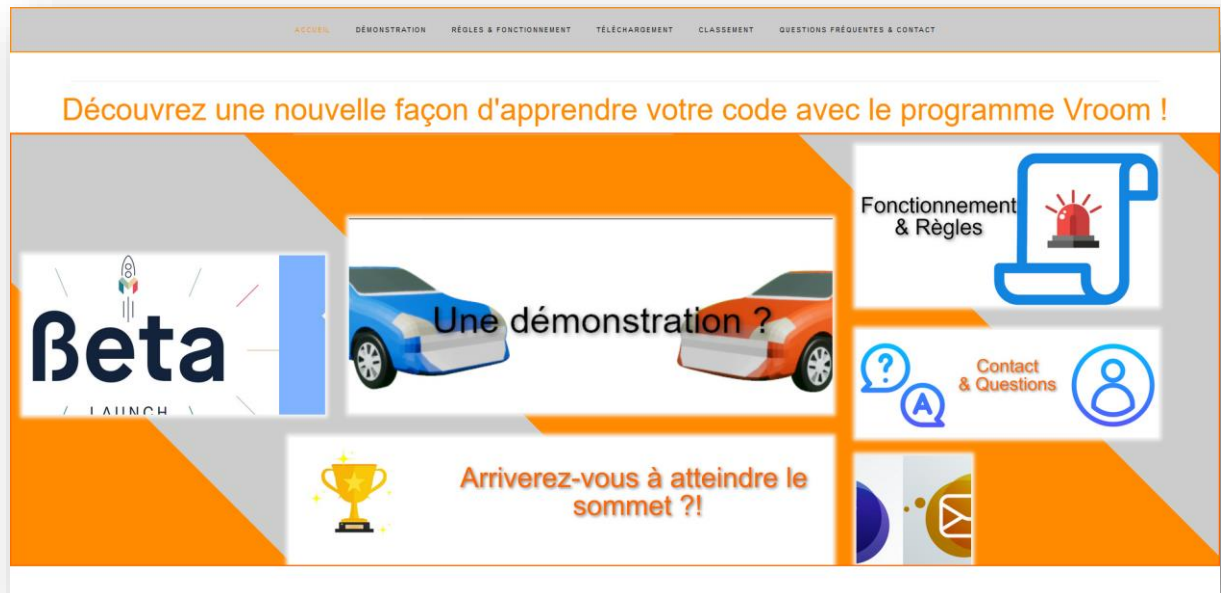 ACCUEIL DÉMONSTRATION RÈGLES & FONCTIONNEMENT TÉLÉCHARGEMENT CLASSEMENT QUESTIONS FRÉQUENTES & CONTACT
Découvrez une nouvelle façon d'apprendre votre code avec le programme Vroom !
Fonctionnement
& Règles
ßeta
LAUNCH
Une démonstration ?
?
A
Contact
& Questions
Arriverez-vous à atteindre le
sommet ?!